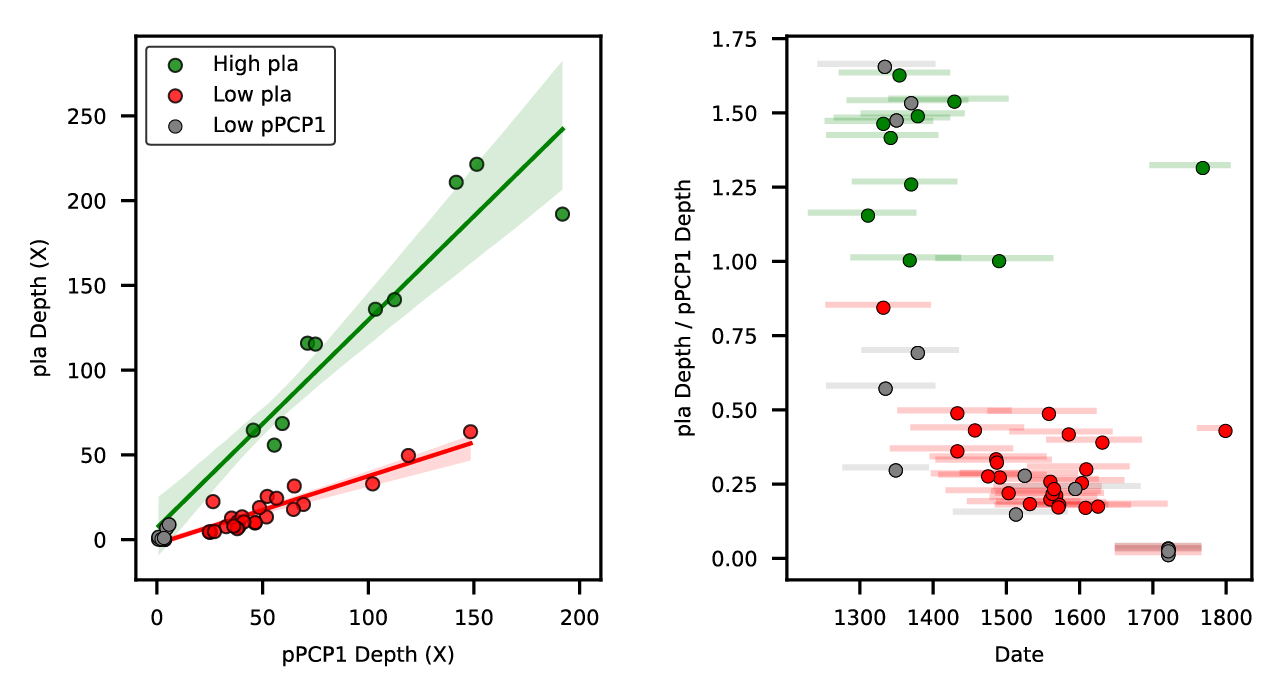 High pla
Low pla
Low pPCP1
250
200
150
100
50
0
0 50 100 150 200
pla Depth (X)
pPCP1 Depth (X)
1.75
1.50
1.25
1.00
0.75
0.50
0.25
0.00
1300 1400 1500 1600 1700 1800
pla Depth / pPCP1 Depth
Date